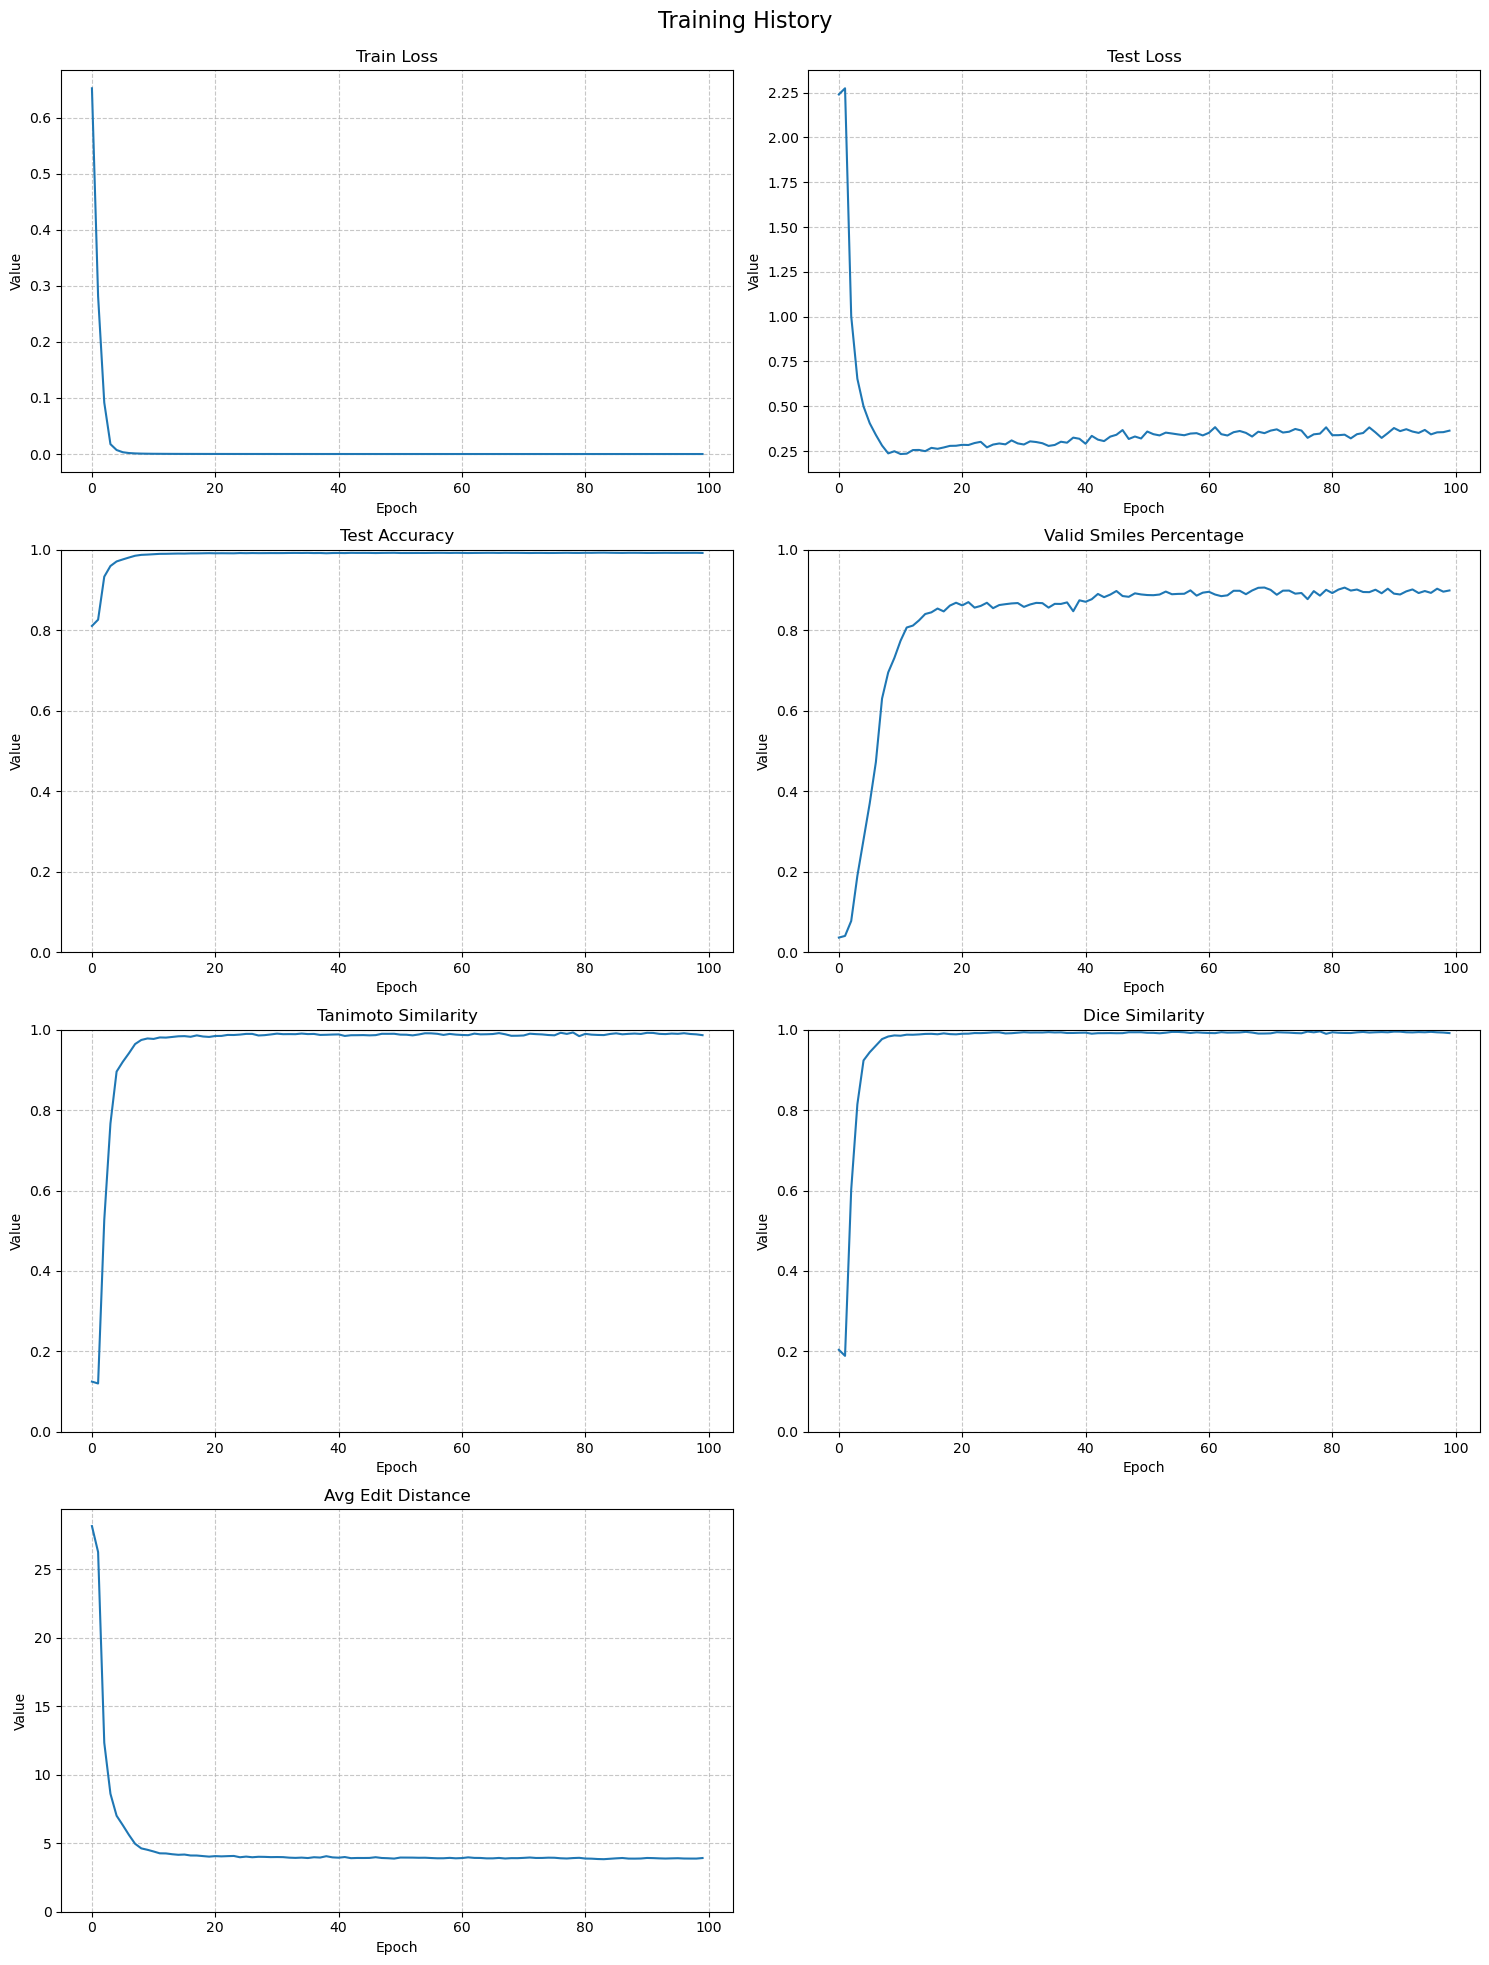 Training History
Train Loss
Value
0.6
0.5
0.4
0.3
0.2
0.1
0.0
0 20 40 60 80 100
Epoch
Test Loss
Value
2.25
2.00
1.75
1.50
1.25
1.00
0.75
0.50
0.25
0 20 40 60 80 100
Epoch
Test Accuracy
Value
1.0
0.8
0.6
0.4
0.2
0.0
0 20 40 60 80 100
Epoch
Valid Smiles Percentage
Value
1.0
0.8
0.6
0.4
0.2
0.0
0 20 40 60 80 100
Epoch
Tanimoto Similarity
Value
1.0
0.8
0.6
0.4
0.2
0.0
0 20 40 60 80 100
Epoch
Dice Similarity
Value
1.0
0.8
0.6
0.4
0.2
0.0
0 20 40 60 80 100
Epoch
Avg Edit Distance
Value
25
20
15
10
5
0
0 20 40 60 80 100
Epoch